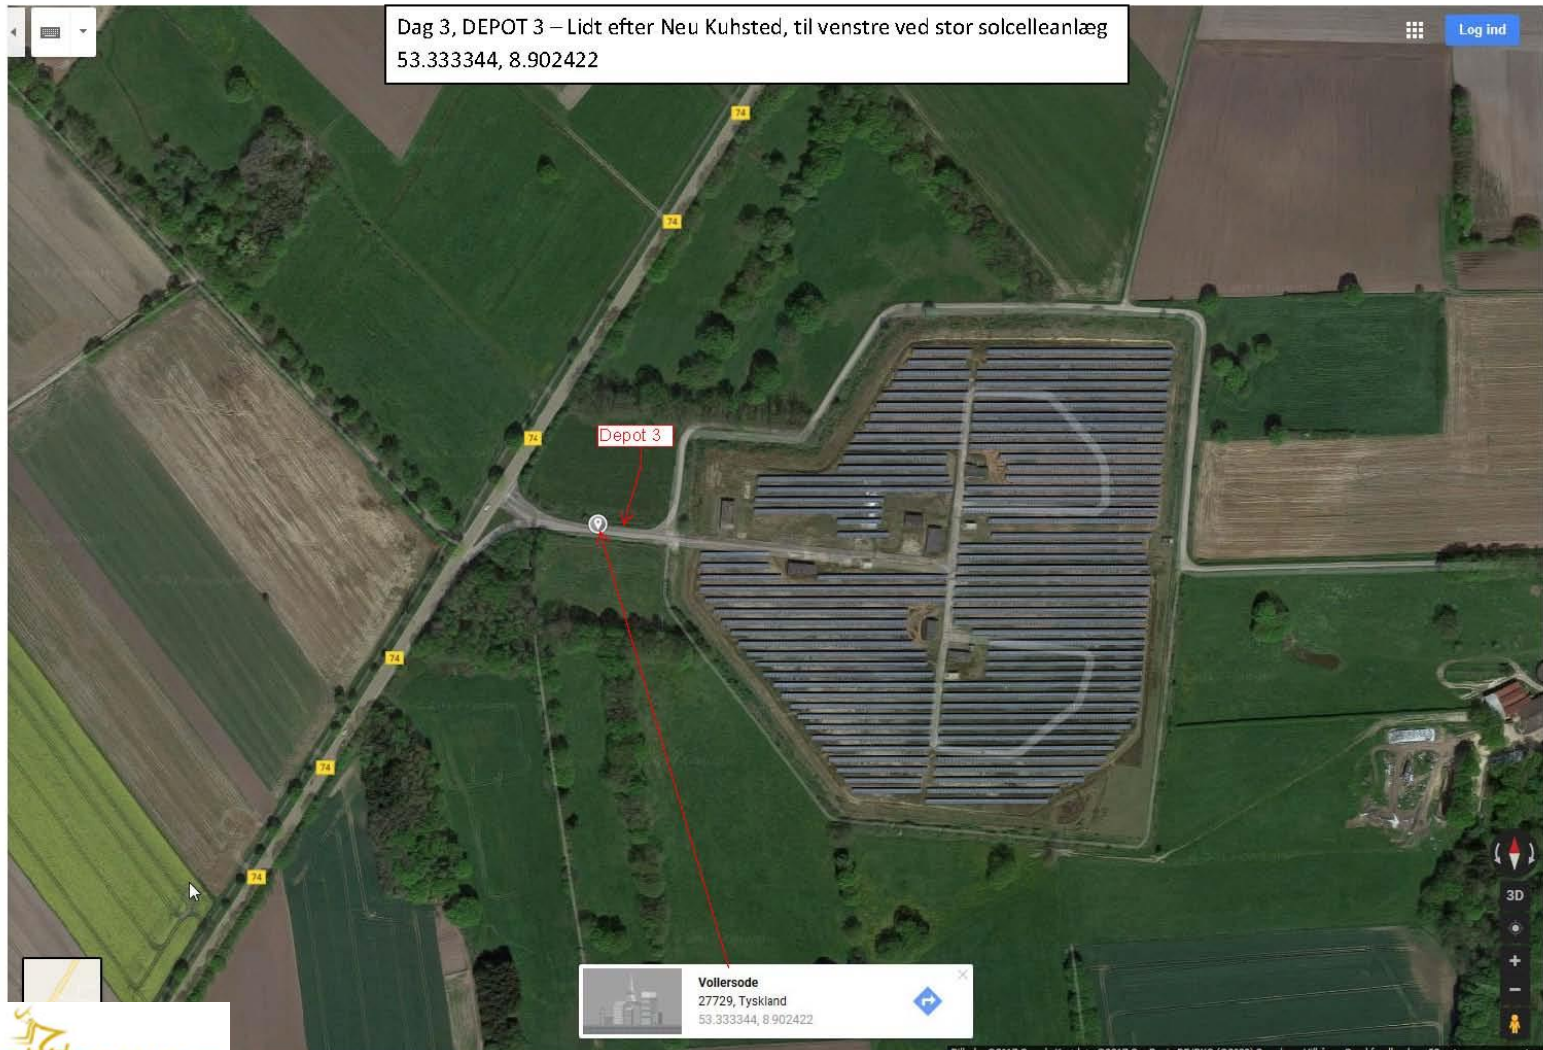 Dag 3, DEPOT 3 – Lidt efter Neu Kuhsted, til venstre ved stor solcelleanlæg
53.333344, 8.902422
Log ind
74
74
74
Depot 3
74
74
74
Vollersode
27729, Tyskland
53.333344, 8.902422
3D